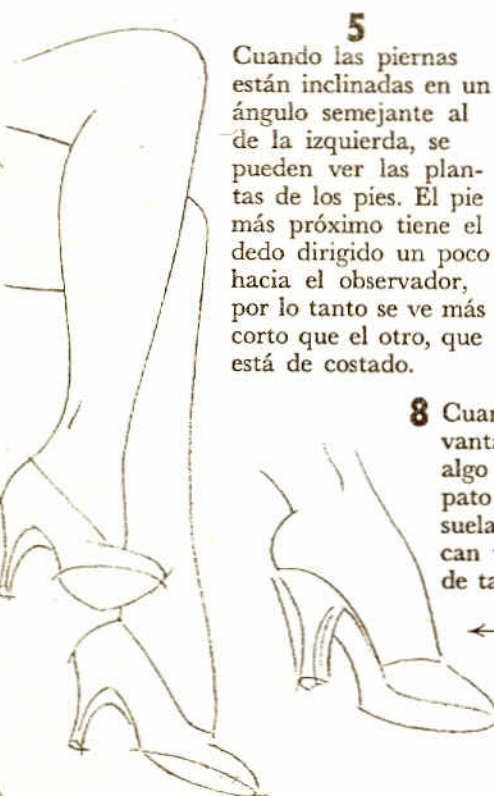 5
Cuando las piernas
están inclinadas en un
ángulo semejante al
de la izquierda, se
pueden ver las plan-
tas de los pies. El pie
más próximo tiene el
dedo dirigido un poco
hacia el observador,
por lo tanto se ve más
corto que el otro, que
está de costado.
8
algo
pato